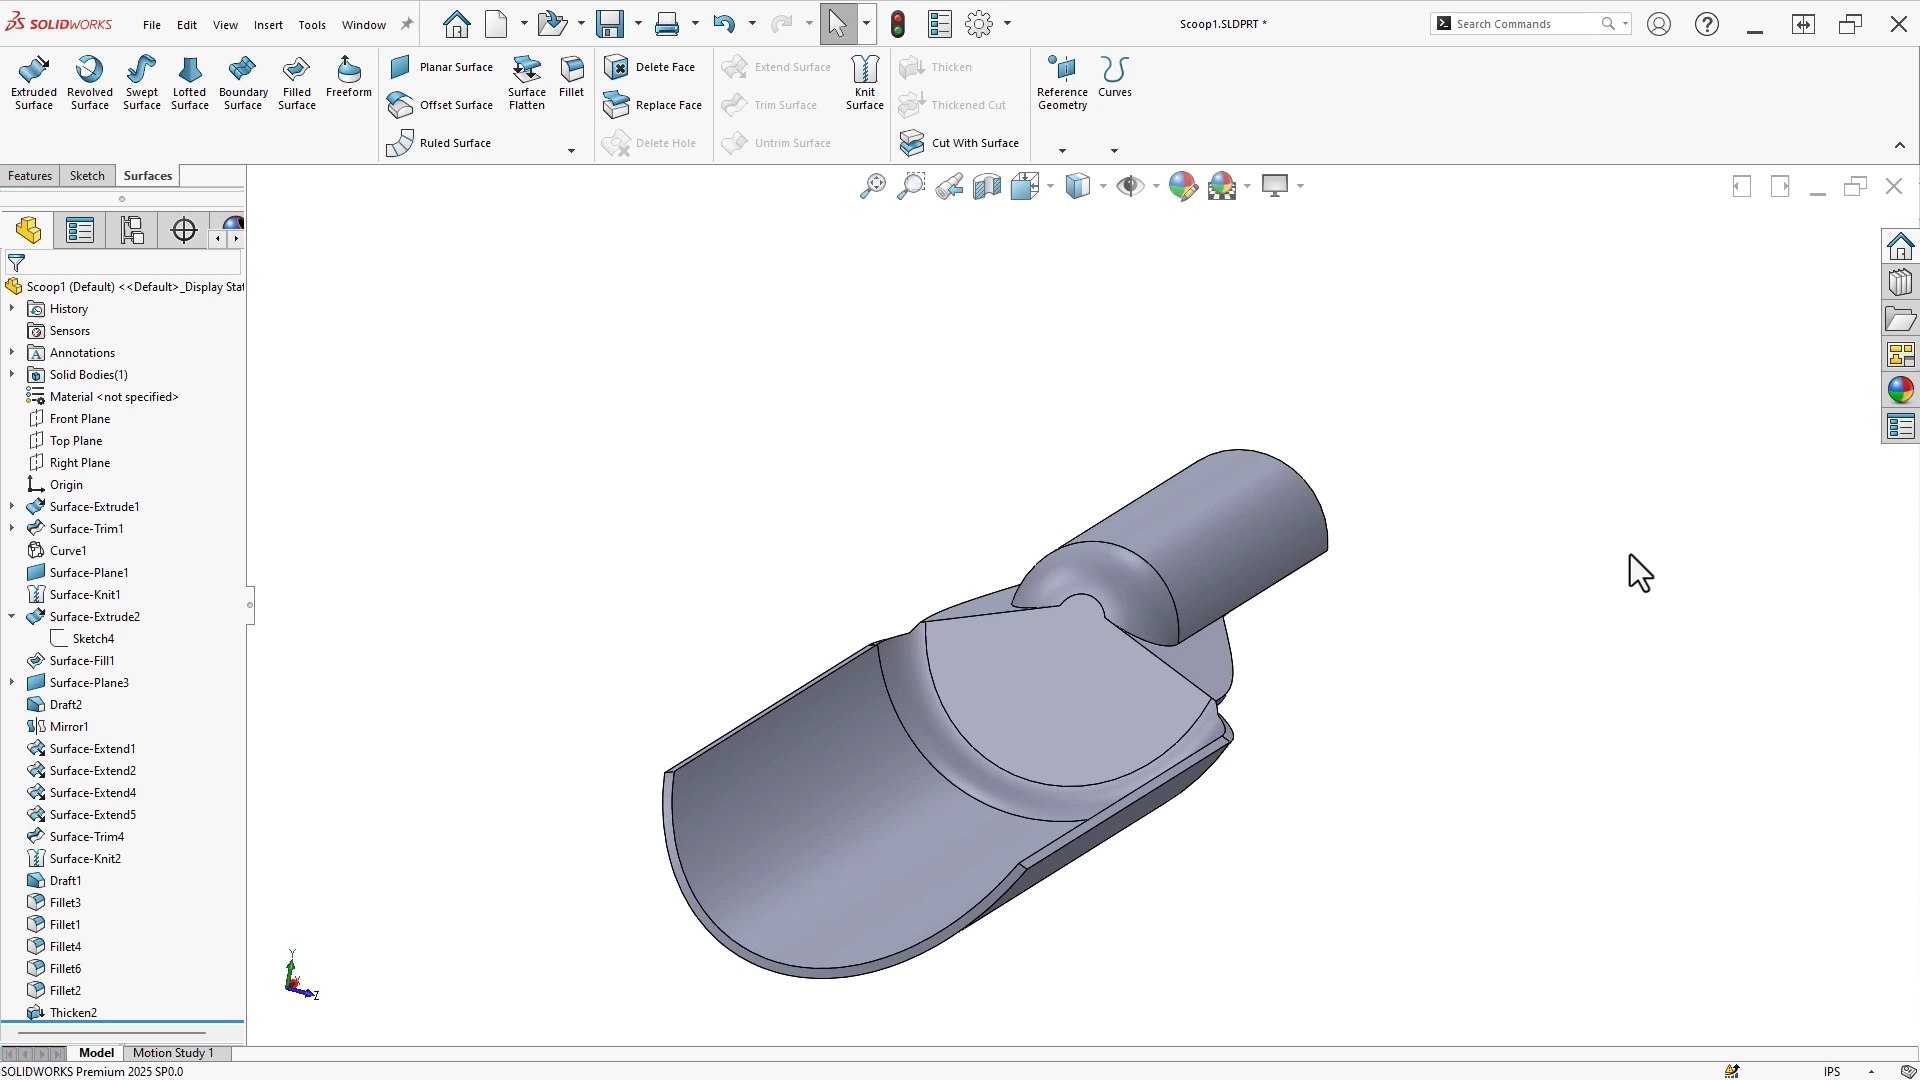 SOLIDWORKS File Edit View Insert Tools Window Scoop1.SLDPRT * Search Commands
Extruded Surface
Revolved Surface
Swept Surface
Lofted Surface
Boundary Surface
Filled Surface
Freeform
Planar Surface
Offset Surface
Ruled Surface
Surface Flatten
Fillet
Delete Face
Replace Face
Delete Hole
Extend Surface
Trim Surface
Untrim Surface
Knit Surface
Thicken
Thickened Cut
Cut With Surface
Reference Geometry
Curves
Features Sketch Surfaces
Scoop1 (Default) <<Default>_Display Stat
History
Sensors
Annotations
Solid Bodies(1)
Material <not specified>
Front Plane
Top Plane
Right Plane
Origin
Surface-Extrude1
Surface-Trim1
Curve1
Surface-Plane1
Surface-Knit1
Surface-Extrude2
Sketch4
Surface-Fill1
Surface-Plane3
Draft2
Mirror1
Surface-Extend1
Surface-Extend2
Surface-Extend4
Surface-Extend5
Surface-Trim4
Surface-Knit2
Draft1
Fillet3
Fillet1
Fillet4
Fillet6
Fillet2
Thicken2
Y
Z
Model Motion Study 1
SOLIDWORKS Premium 2025 SP0.0 IPS